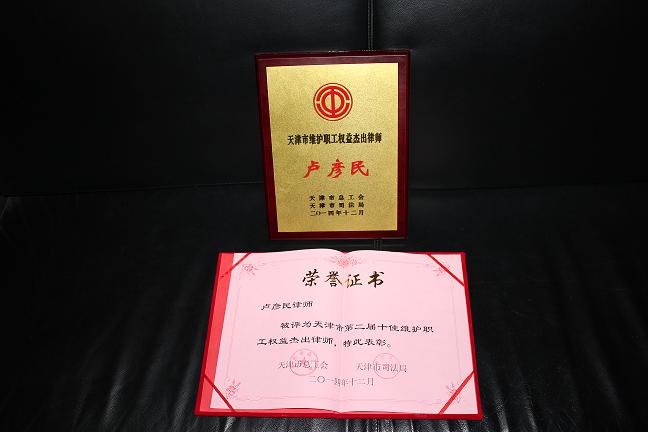 天津市维护职工权益杰出律师
卢彦民
天津市总工会
天津市司法局
二〇一四年十二月
荣誉证书
卢彦民律师
被评为天津市第二届十佳维护职
工权益杰出律师，特此表彰。
天津市总工会 天津市司法局
二〇一四年十二月